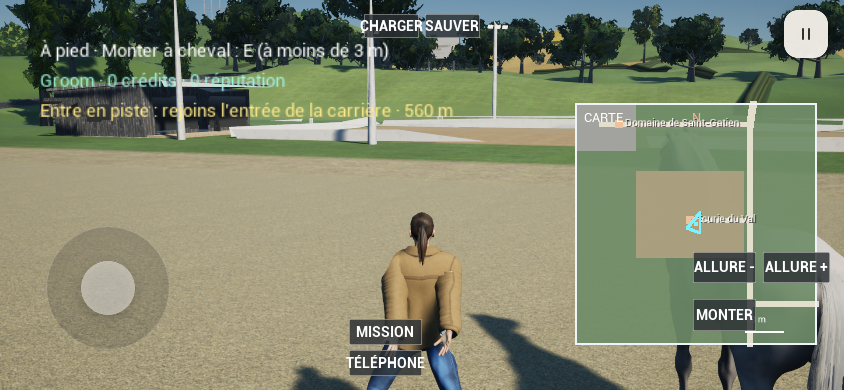 CHARGER SAUVER
À pied · Monter à cheval : E (à moins de 3 m)
Groom · 0 crédits · 0 réputation
Entre en piste : rejoins l'entrée de la carrière · 560 m
CARTE
N
Domaine de Saint-Gatien
Écurie du Val
ALLURE - ALLURE +
MONTER
m
MISSION
TÉLÉPHONE